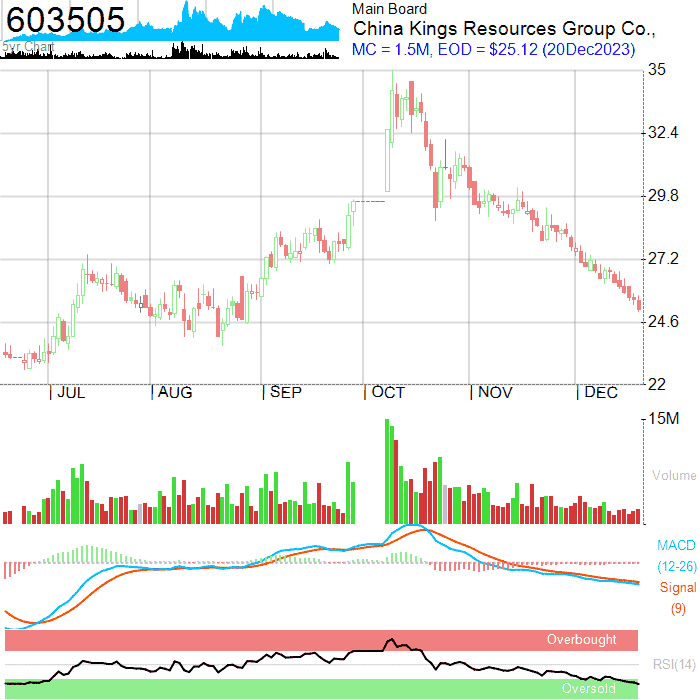 603505
5yr Chart
Main Board
China Kings Resources Group Co.,
MC = 1.5M, EOD = $25.12 (20Dec2023)
35
32.4
29.8
27.2
24.6
22
JUL AUG SEP OCT NOV DEC
15M
Volume
MACD
(12-26)
Signal
(9)
Overbought
RSI(14)
Oversold